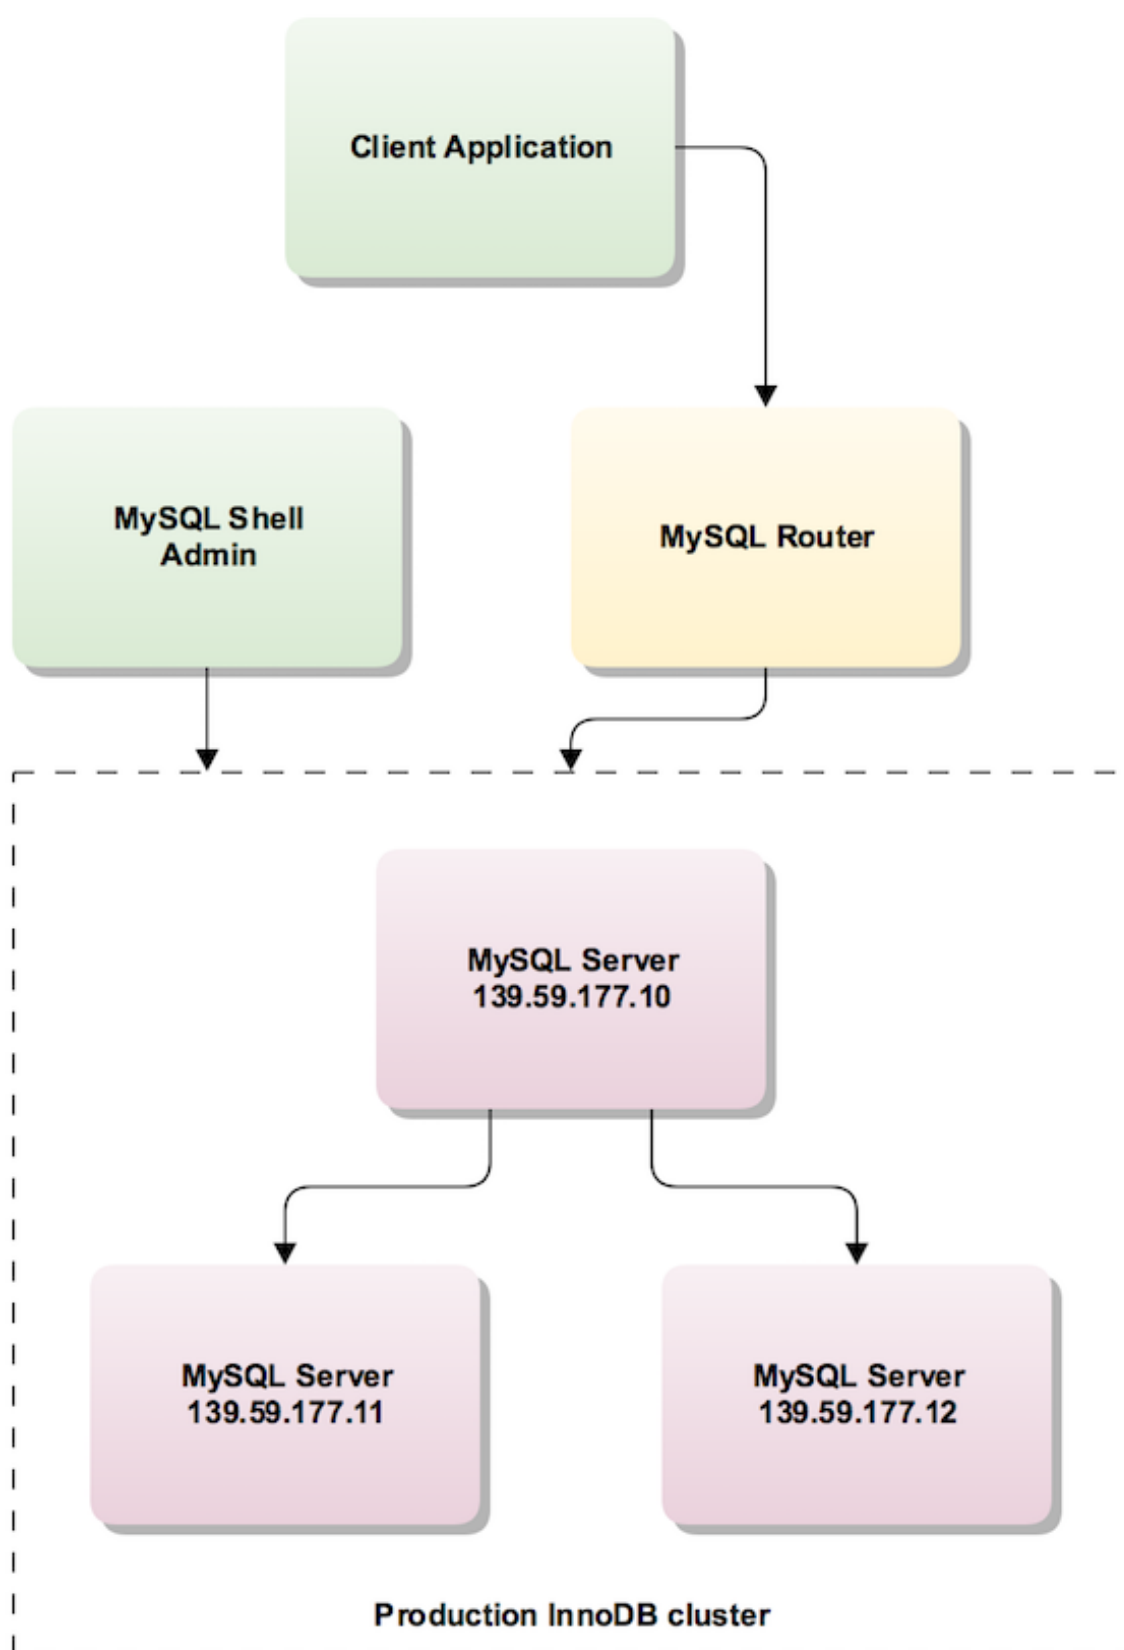 Client Application
MySQL Shell
Admin
MySQL Router
MySQL Server
139.59.177.10
MySQL Server
139.59.177.11
MySQL Server
139.59.177.12
Production InnoDB cluster